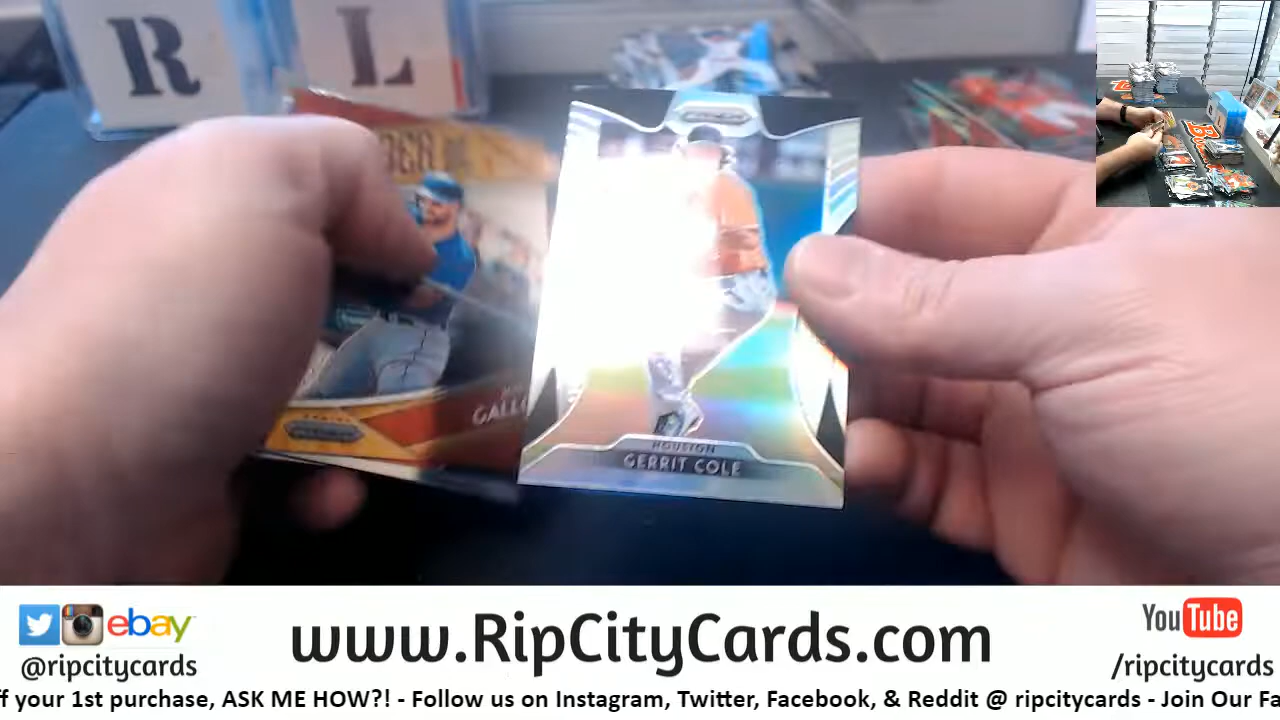 R L
HOUSTON
GERRIT COLE
ebay
www.RipCityCards.com
YouTube
@ripcitycards
/ripcitycards
ff your 1st purchase, ASK ME HOW?! - Follow us on Instagram, Twitter, Facebook, & Reddit @ ripcitycards - Join Our Fa